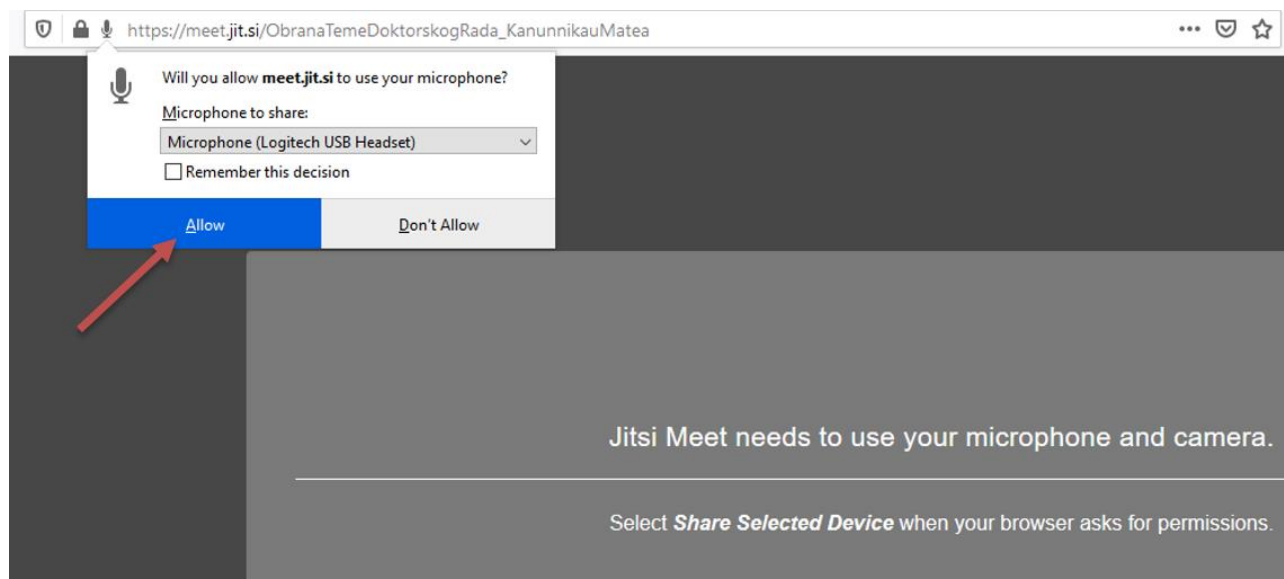 https://meet.jit.si/ObranaTemeDoktorskogRada_KanunnikauMatea
Will you allow meet.jit.si to use your microphone?
Microphone to share:
Microphone (Logitech USB Headset)
Remember this decision
Allow
Don't Allow
Jitsi Meet needs to use your microphone and camera.
Select Share Selected Device when your browser asks for permissions.